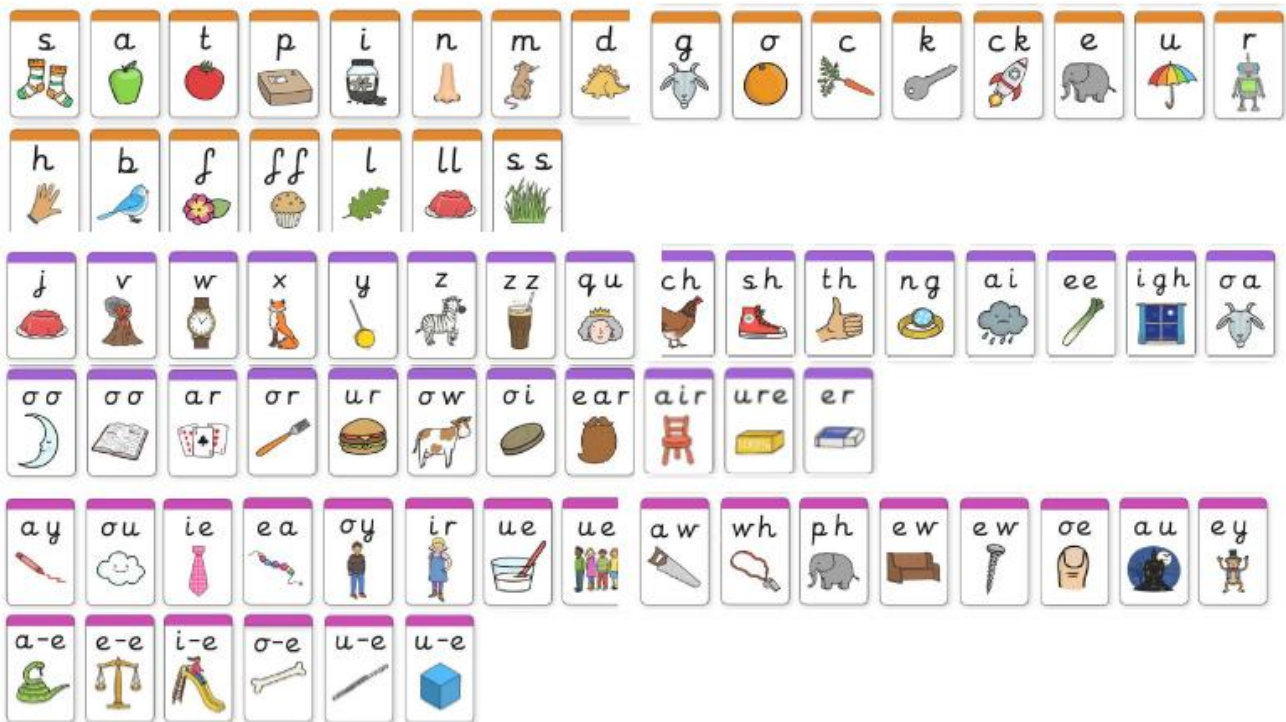 s a t p i n m d g o c k ck e u r
h b f ff l ll ss
j v w x y z zz qu ch sh th ng ai ee igh oa
oo oo ar or ur ow oi ear air ure er
ay ou ie ea oy ir ue ue aw wh ph ew ew oe au ey
a-e e-e i-e o-e u-e u-e